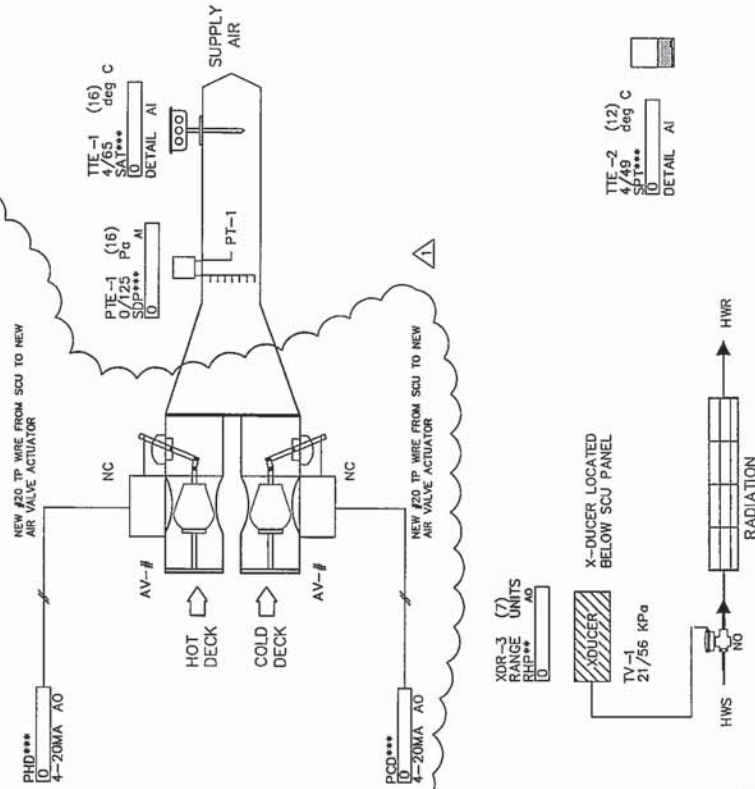 PHD***
0
4-20MA AO
NEW #20 TP WIRE FROM SCU TO NEW
AIR VALVE ACTUATOR
NC
AV-#
HOT
DECK
COLD
DECK
AV-#
NC
NEW #20 TP WIRE FROM SCU TO NEW
AIR VALVE ACTUATOR
PCD***
0
4-20MA AO
PTE-1 (16)
0/125 Pa
SDP*** AI
0
PT-1
TTE-1 (16)
4/65 deg C
SAT***
0
DETAIL AI
SUPPLY
AIR
1
XDR-3 (7)
RANGE UNITS
RHP** AO
0
XDUCER
X-DUCER LOCATED
BELOW SCU PANEL
TV-1
21/56 KPa
HWS
NO
RADIATION
HWR
TTE-2 (12)
4/49 deg C
SPT***
0
DETAIL AI